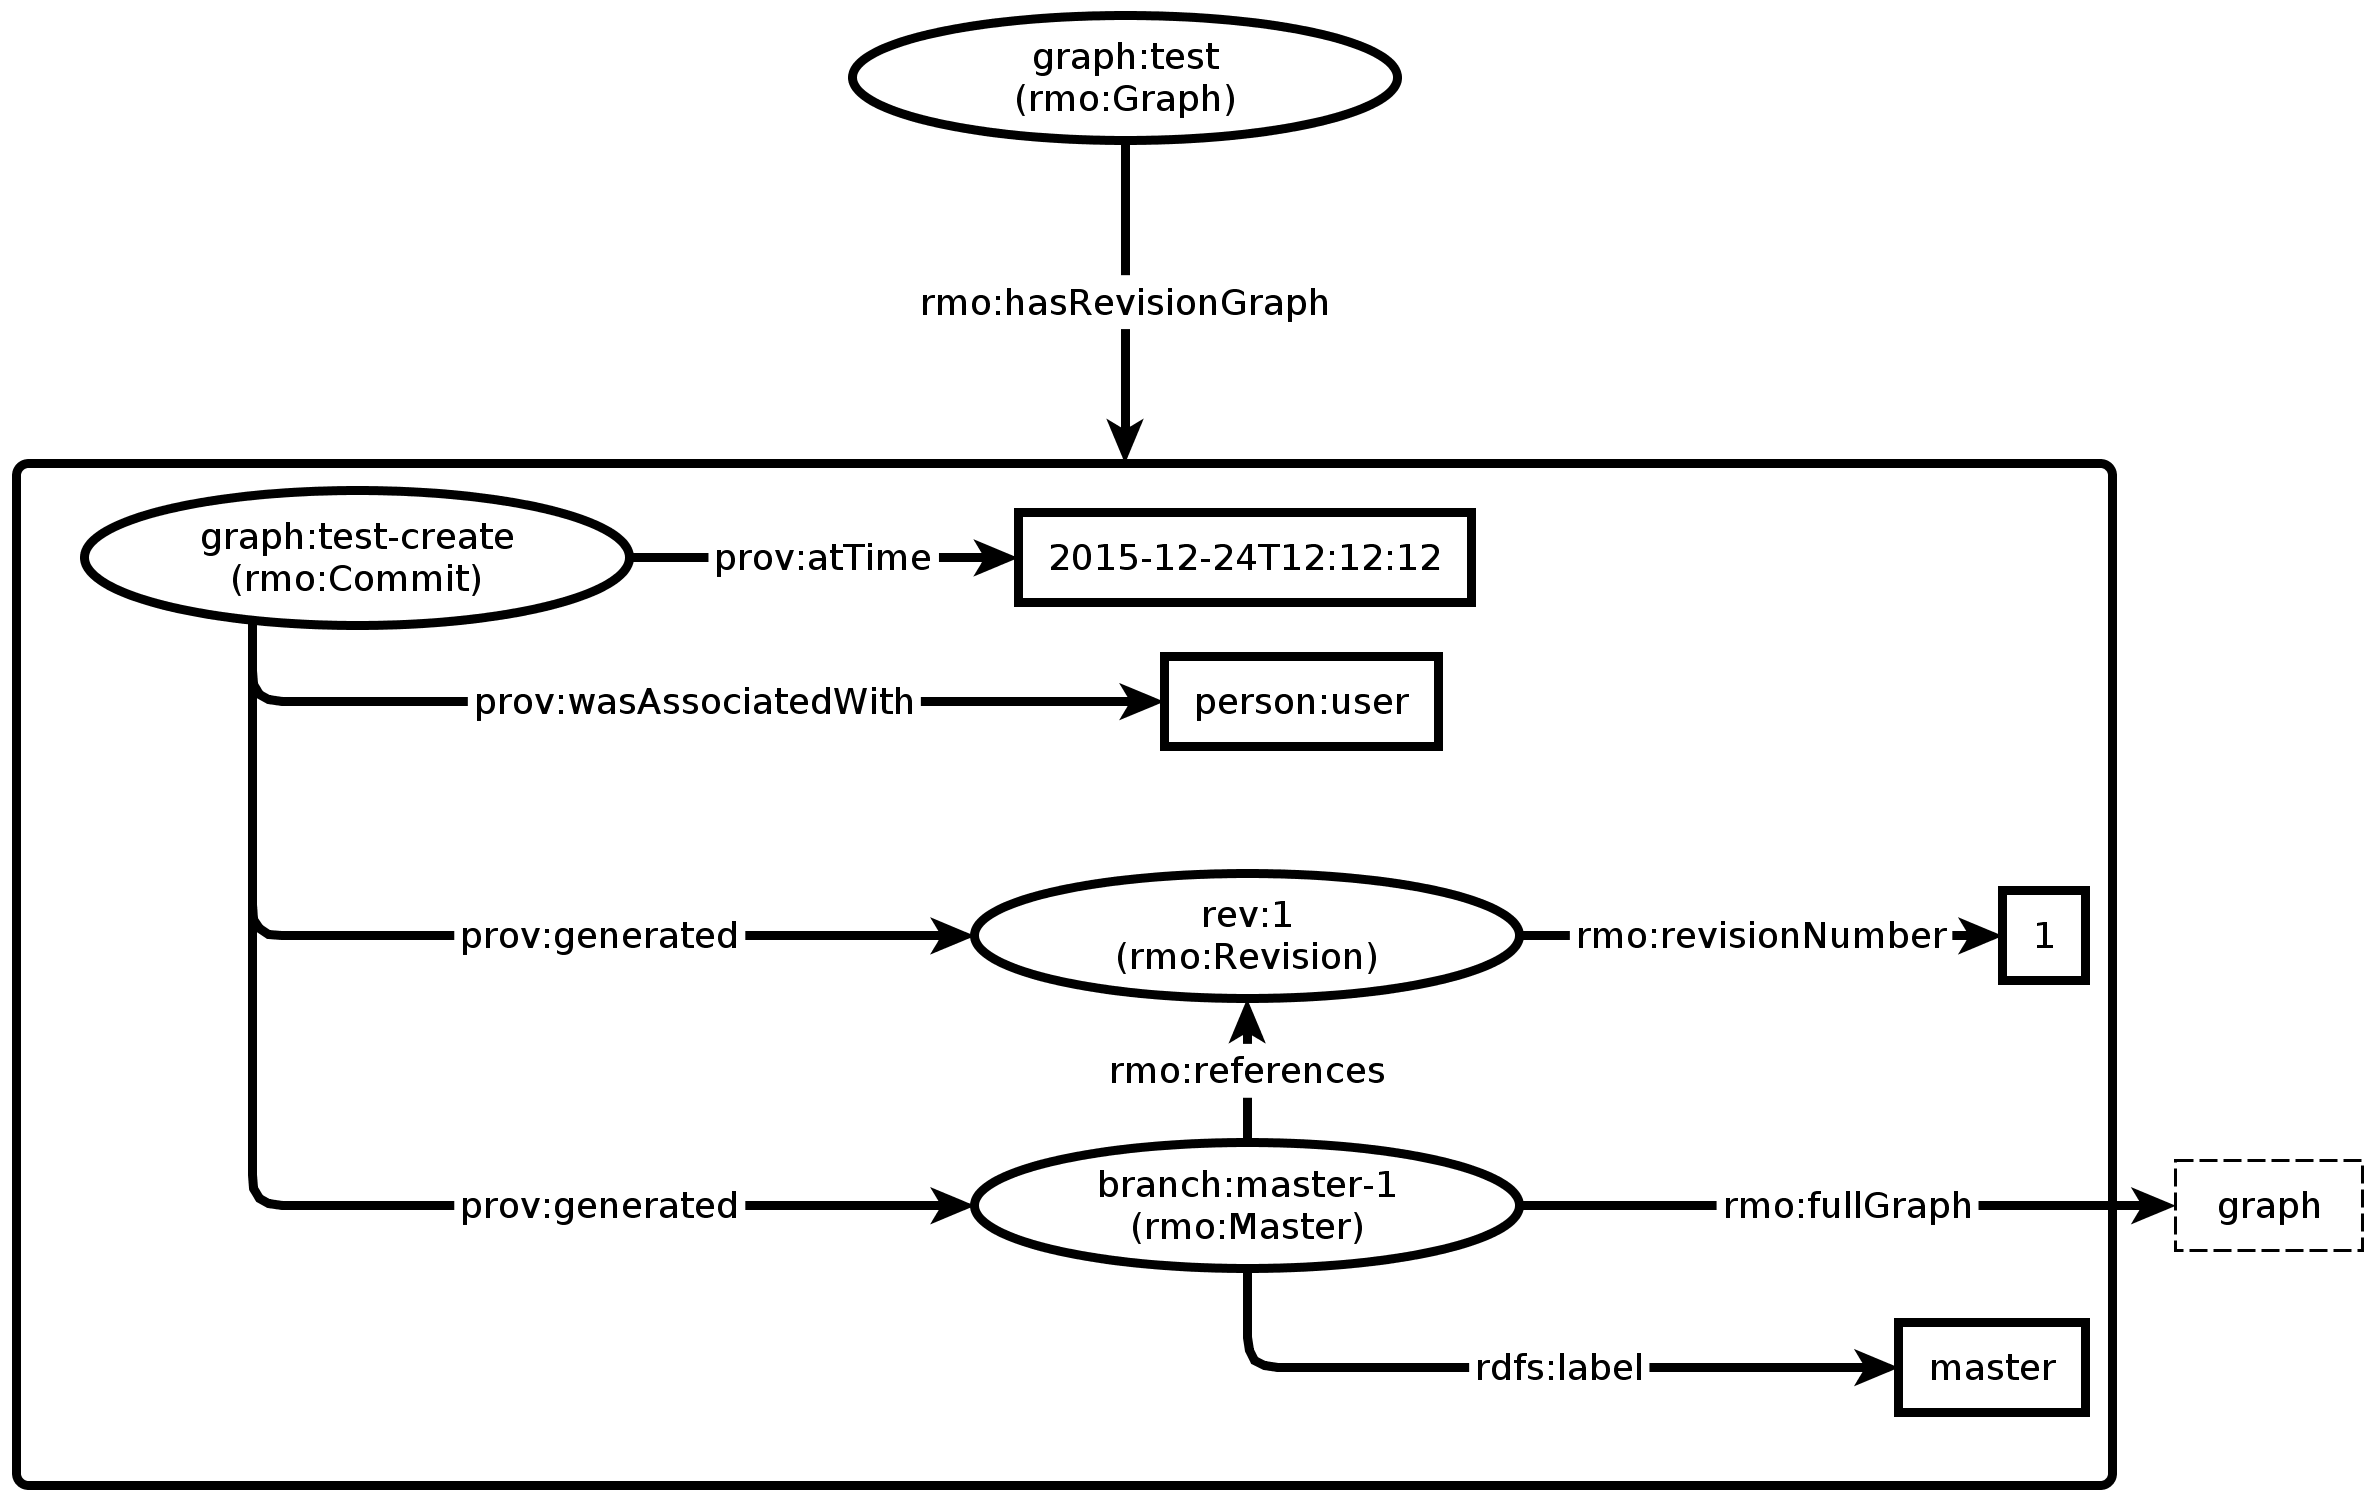 graph:test
(rmo:Graph)
rmo:hasRevisionGraph
graph:test-create
(rmo:Commit)
prov:atTime
2015-12-24T12:12:12
prov:wasAssociatedWith
person:user
prov:generated
rev:1
(rmo:Revision)
rmo:revisionNumber
1
rmo:references
prov:generated
branch:master-1
(rmo:Master)
rmo:fullGraph
graph
rdfs:label
master